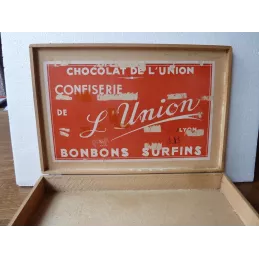 CHOCOLAT DE L'UNION
CONFISERIE
DE L'Union
LYON
BONBONS SURFINS